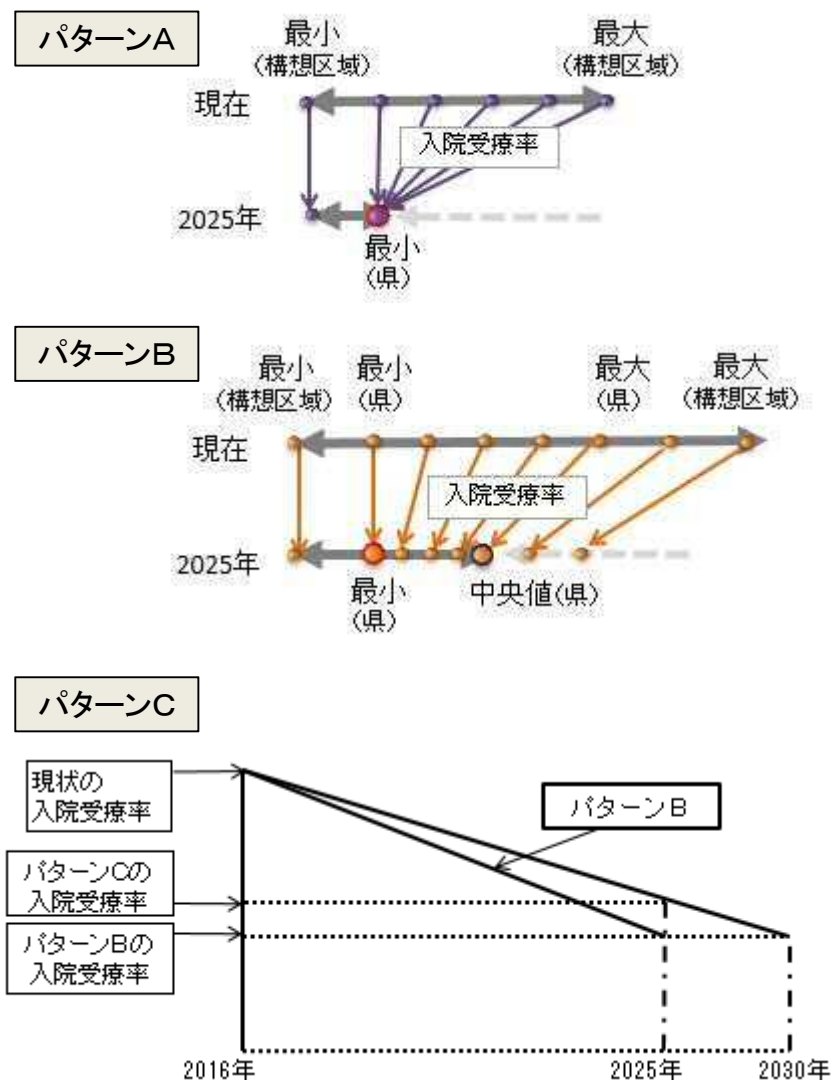 パターンA
最小
(構想区域)
最大
(構想区域)
現在
入院受療率
2025年
最小
(県)
パターンB
最小
(構想区域)
最小
(県)
最大
(県)
最大
(構想区域)
現在
入院受療率
2025年
最小
(県)
中央値(県)
パターンC
現状の
入院受療率
パターンB
パターンCの
入院受療率
パターンBの
入院受療率
2016年
2025年
2030年